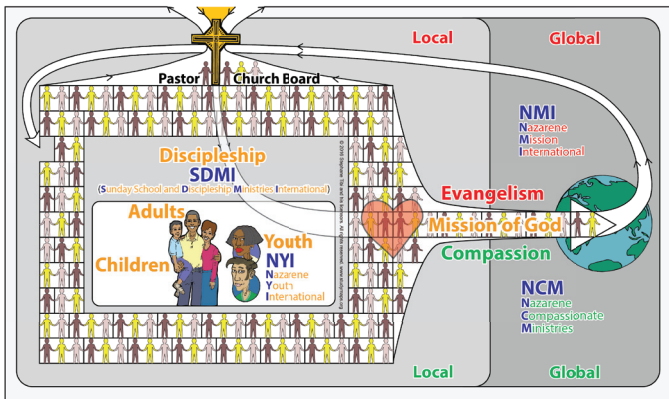 Local
Global
Pastor
Church Board
NMI
Nazarene
Mission
International
Discipleship
SDMI
(Sunday School and Discipleship Ministries International)
Evangelism
Mission of God
Compassion
Adults
Children
Youth
NYI
Nazarene
Youth
International
NCM
Nazarene
Compassionate
Ministries
Local
Global